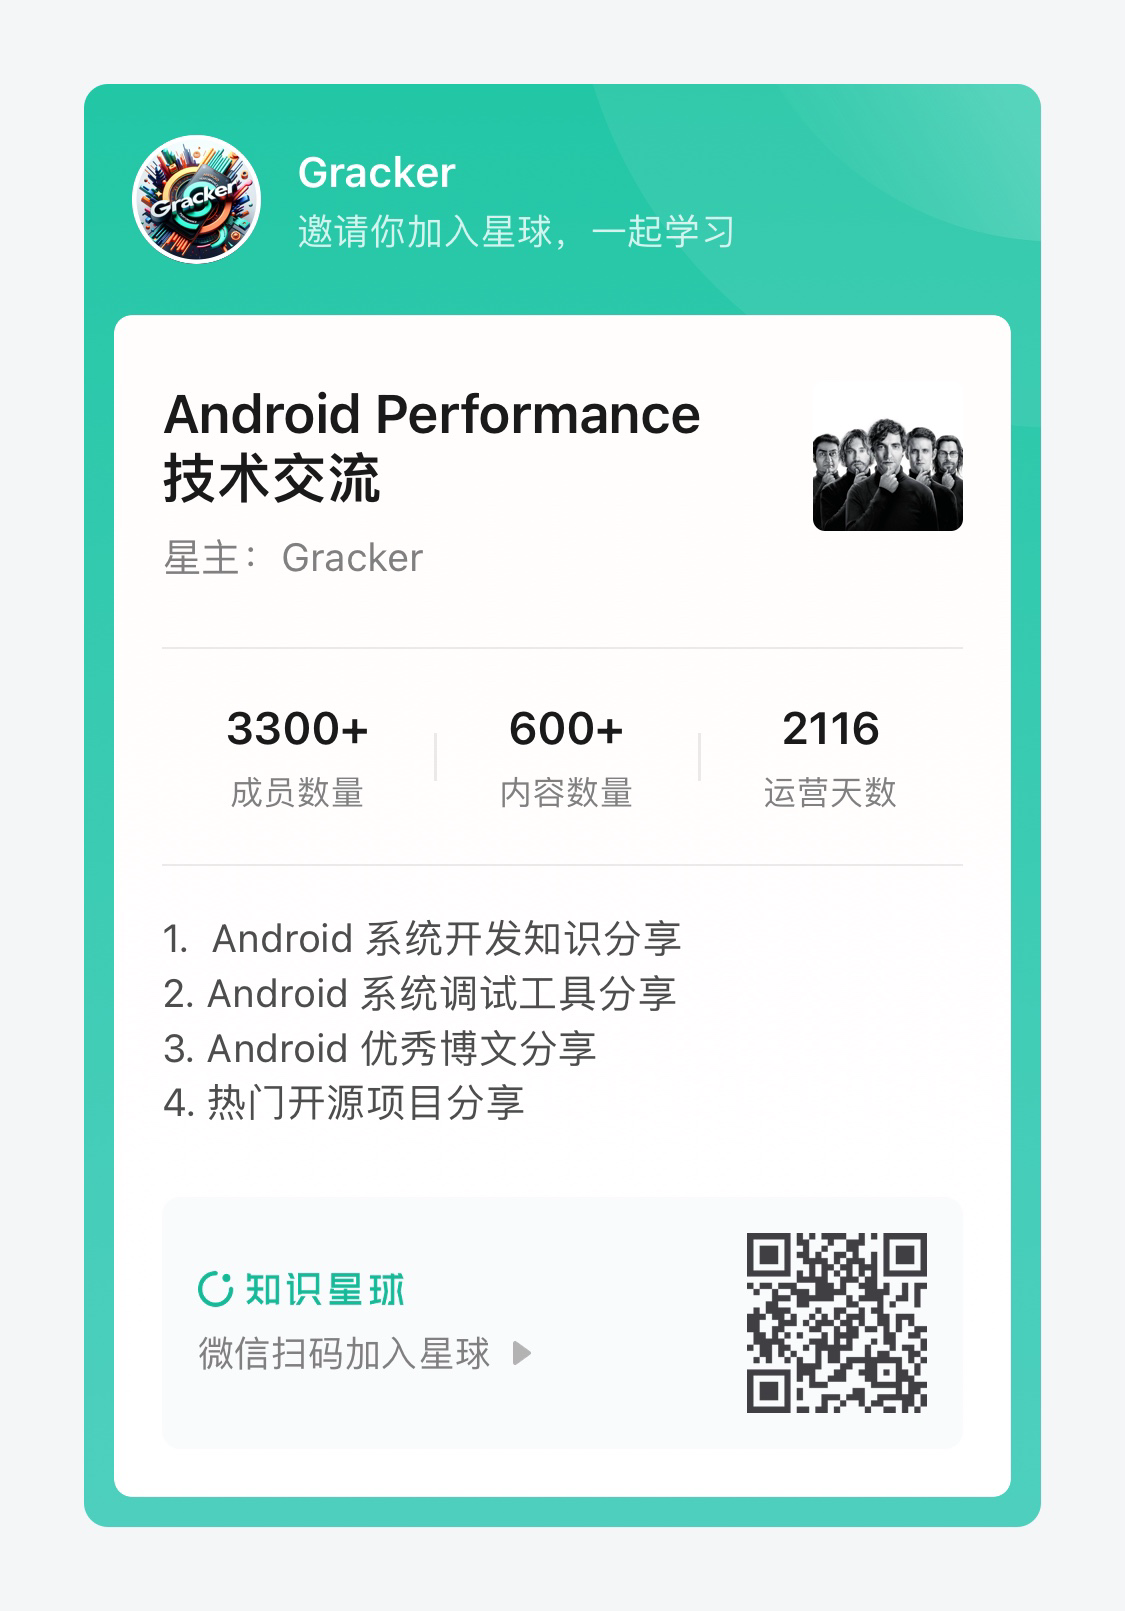 Gracker
Gracker
邀请你加入星球，一起学习
Android Performance
技术交流
星主：Gracker
3300+
600+
2116
成员数量
内容数量
运营天数
1. Android 系统开发知识分享
2. Android 系统调试工具分享
3. Android 优秀博文分享
4. 热门开源项目分享
知识星球
微信扫码加入星球